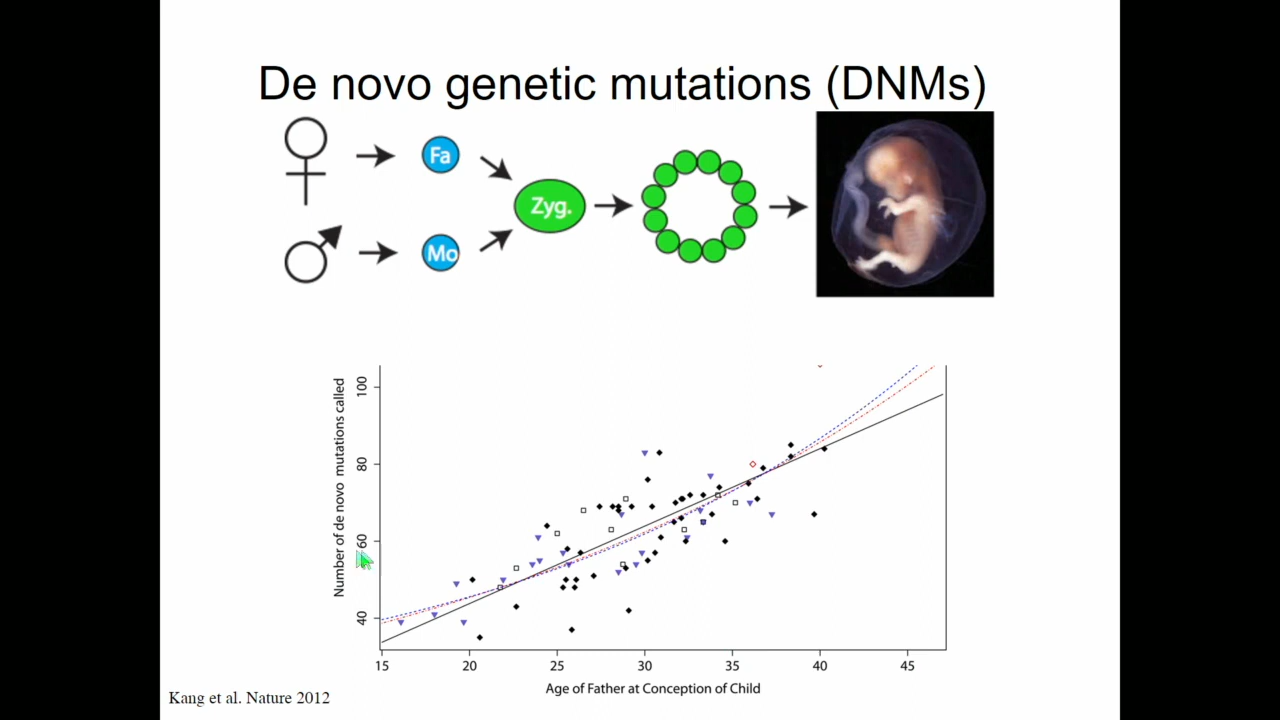 De novo genetic mutations (DNMs)
Fa
Zyg.
Mo
Number of de novo mutations called
100
80
60
40
15 20 25 30 35 40 45
Age of Father at Conception of Child
Kang et al. Nature 2012